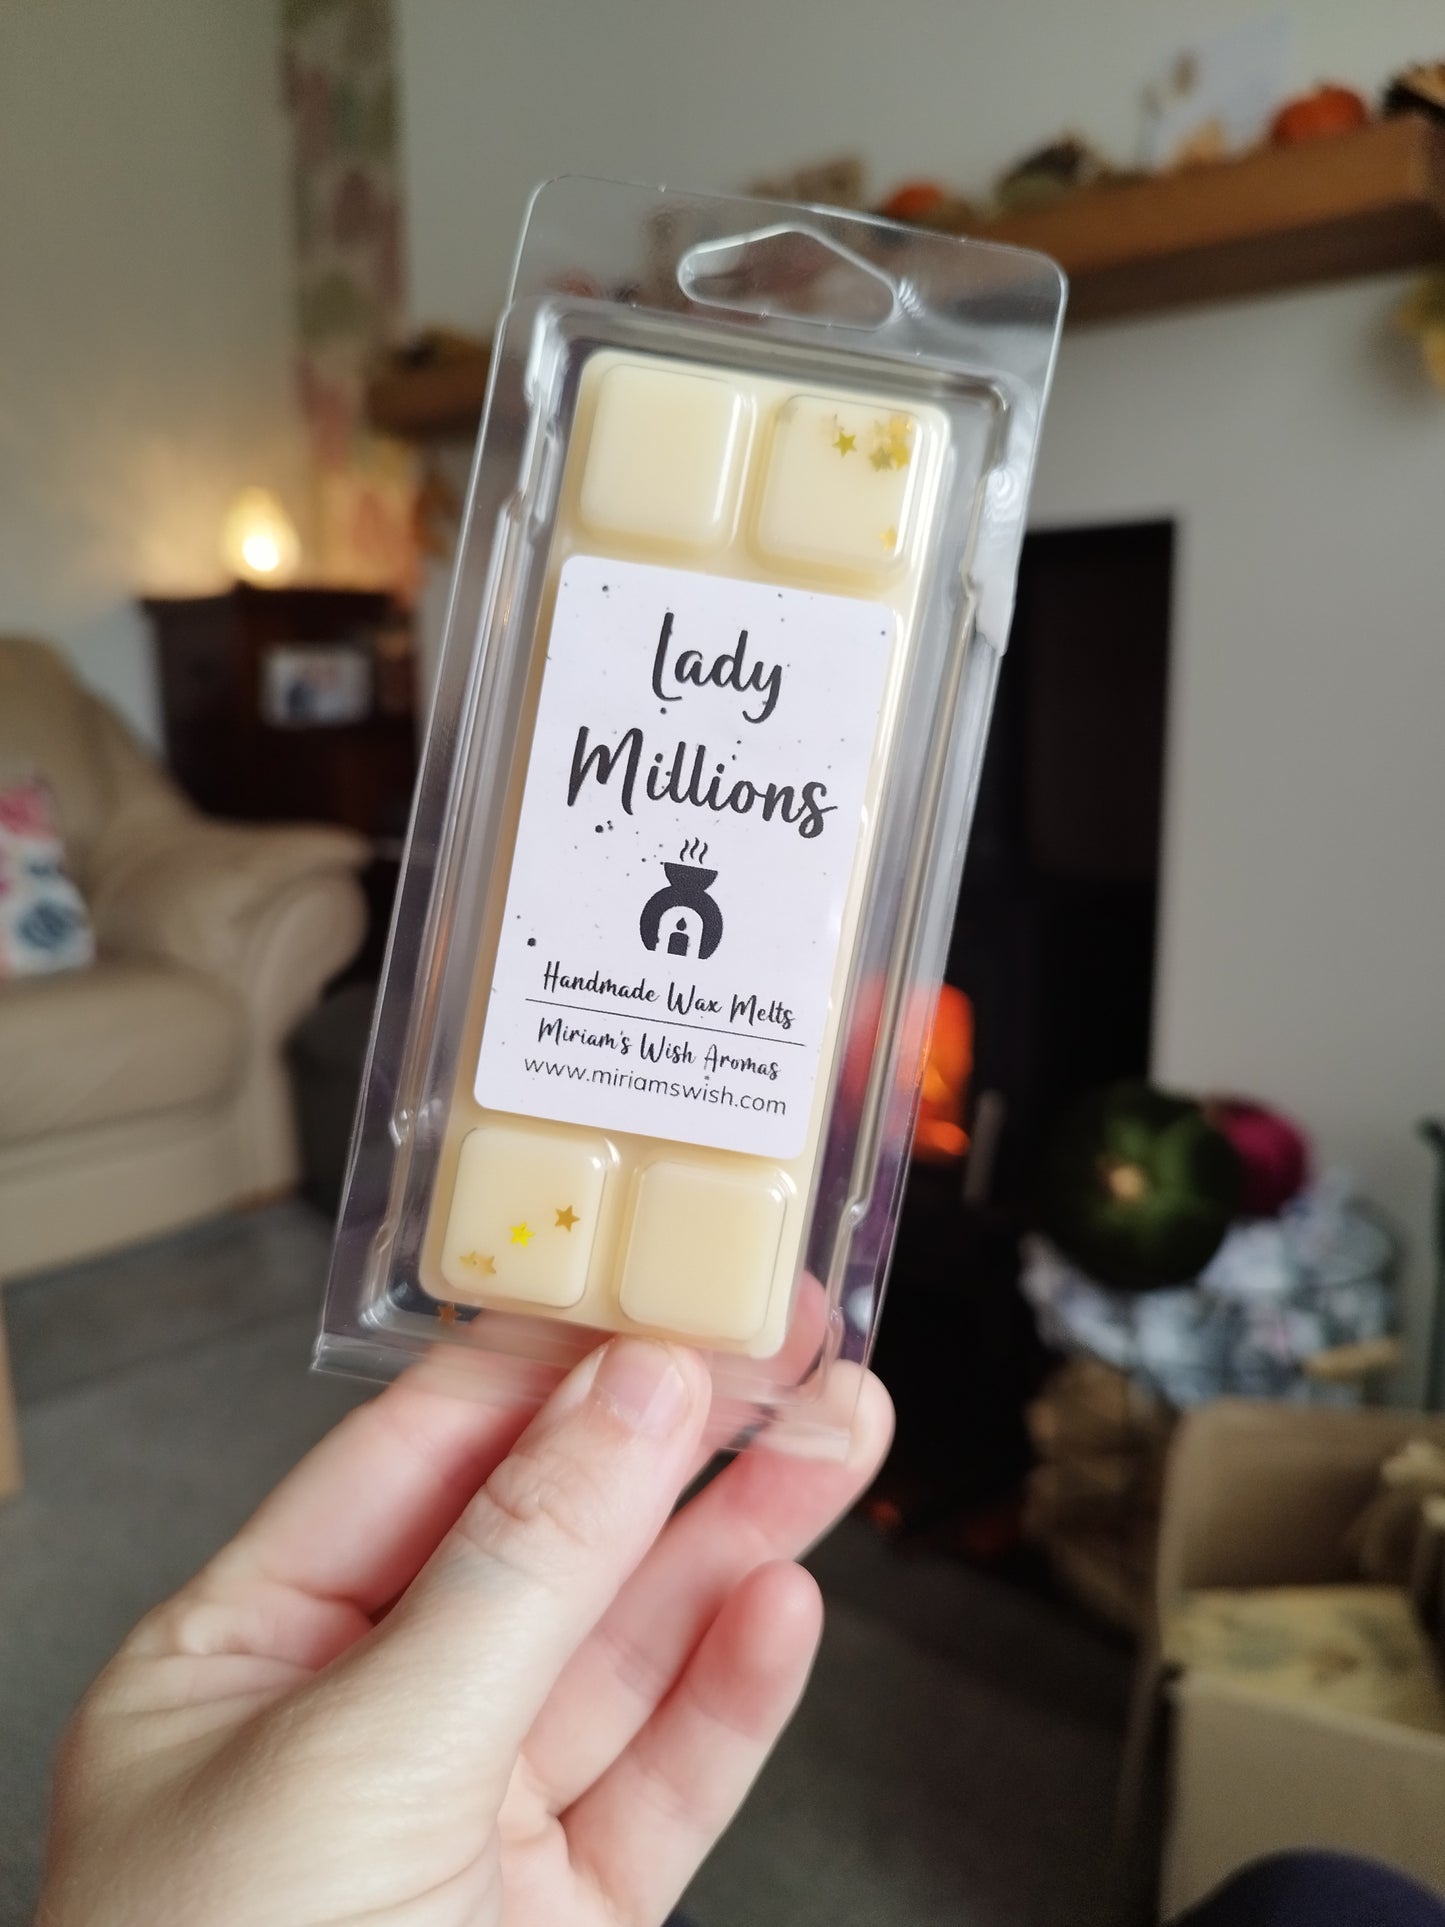 Lady
Millions
Handmade Wax Melts
Miriam's Wish Aromas
www.miriamswish.com